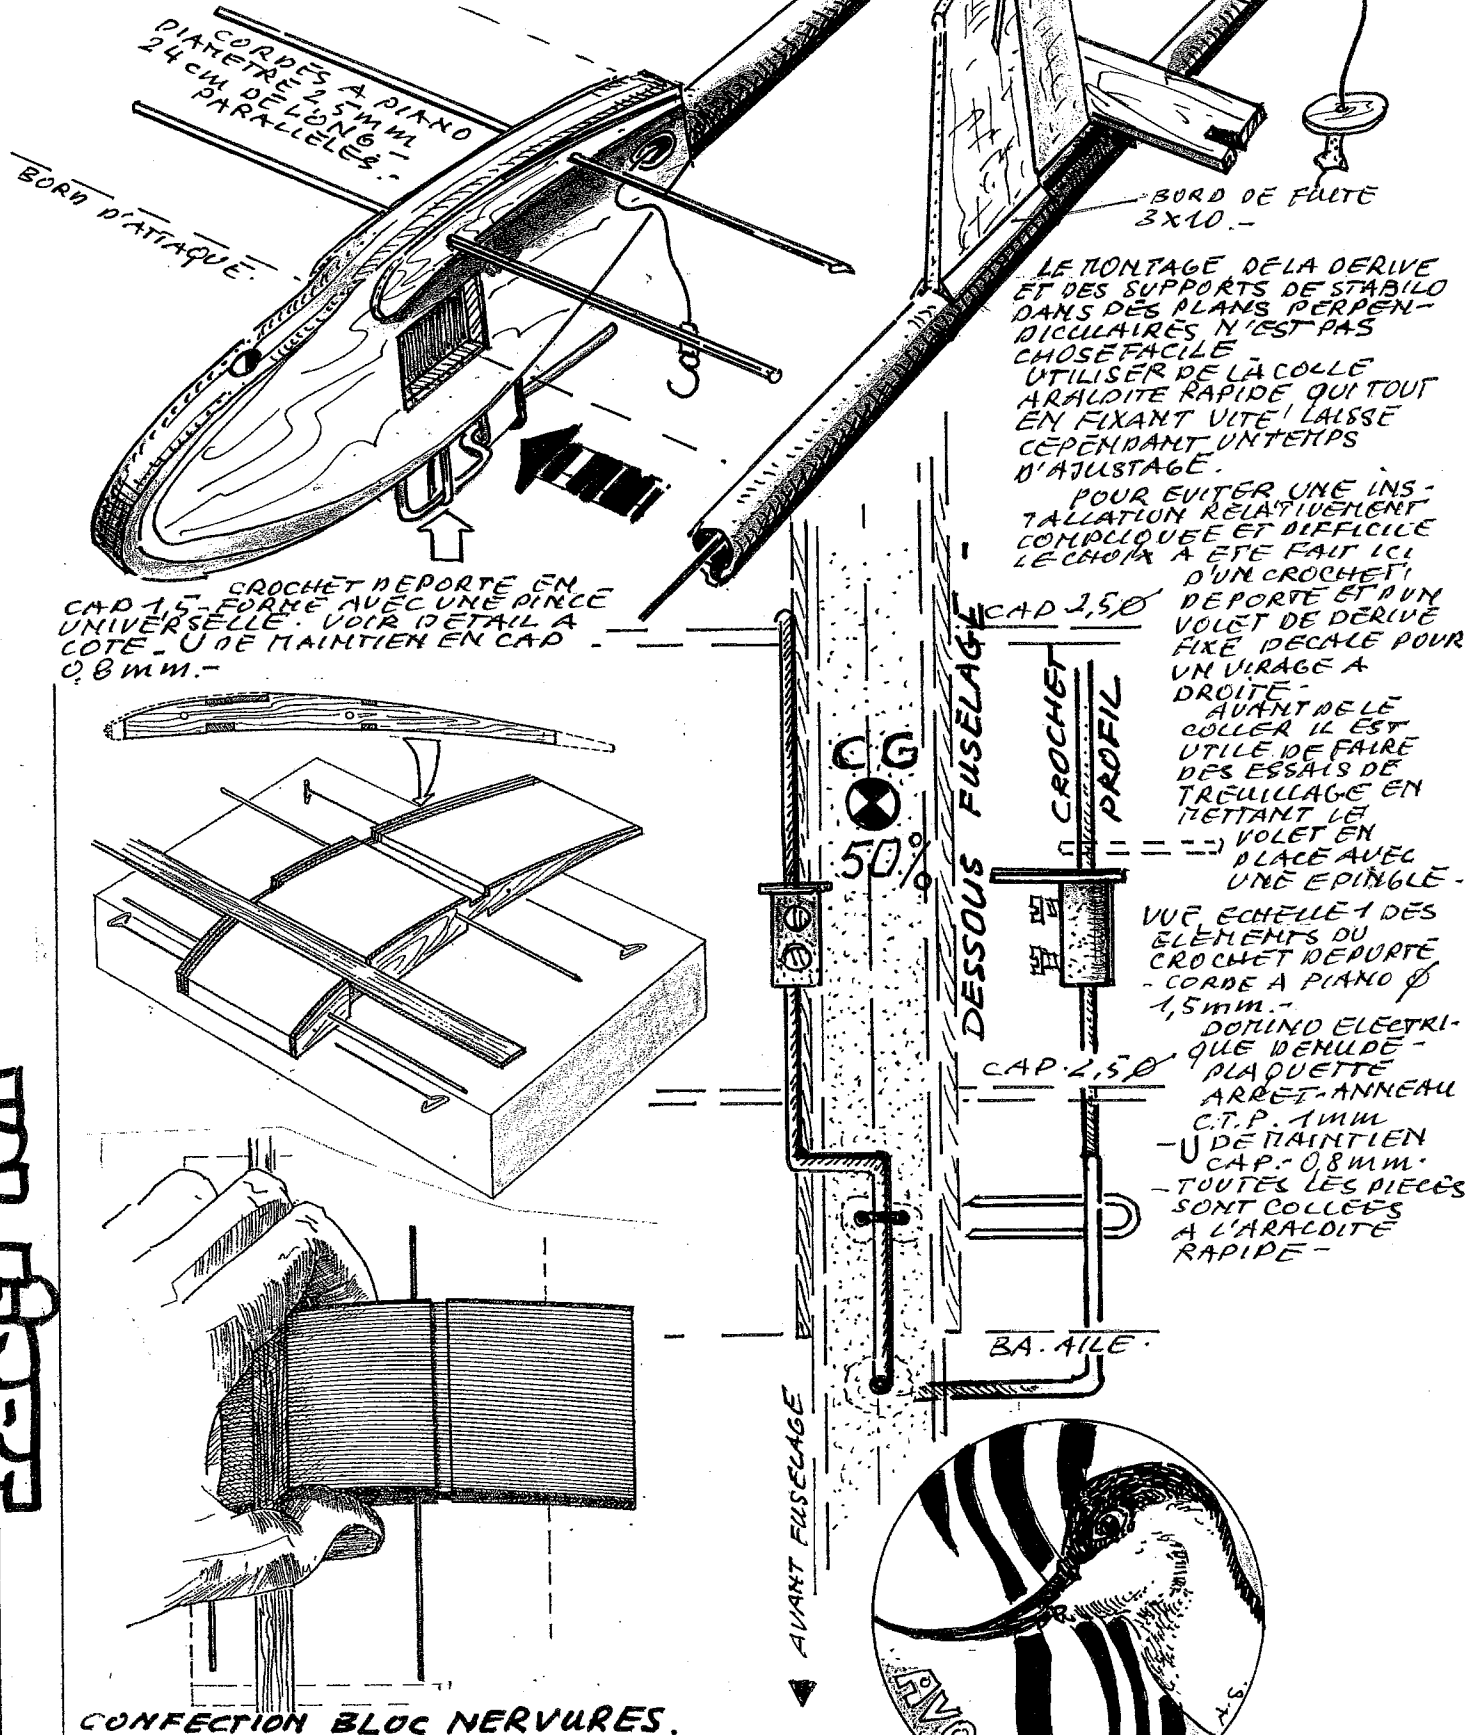 CORDES A PIANO
DIAMETRE 2,5 mm
24 cm DE LONG -
PARALLELES.-
BORD D'ATTAQUE.
BORD DE FUITE
3X10.-
LE MONTAGE DE LA DERIVE
ET DES SUPPORTS DE STABILO
DANS DES PLANS PERPEN-
DICULAIRES N'EST PAS
CHOSE FACILE
UTILISER DE LA COLLE
ARALDITE RAPIDE QUI TOUT
EN FIXANT VITE LAISSE
CEPENDANT UN TEMPS
D'AJUSTAGE.
POUR EVITER UNE INS-
TALLATION RELATIVEMENT
COMPLIQUEE ET DIFFICILE
LE CHOIX A ETE FAIT ICI
D'UN CROCHET
DEPORTE ET D'UN
VOLET DE DERIVE
FIXE DECALE POUR
UN VIRAGE A
DROITE -
AVANT DE LE
COLLER IL EST
UTILE DE FAIRE
DES ESSAIS DE
TREUILLAGE EN
METTANT LE
VOLET EN
PLACE AVEC
UNE EPINGLE -
VUE ECHELLE 1 DES
ELEMENTS DU
CROCHET DEPORTE
- CORDE A PIANO Ø
1,5mm.-
DOMINO ELECTRI-
QUE DENUDE -
PLAQUETTE
ARRET-ANNEAU
C.T.P. 1mm
- U DE MAINTIEN
CAP.- 0,8mm.
- TOUTES LES PIECES
SONT COLLEES
A L'ARALDITE
RAPIDE -
CROCHET DEPORTE EN
CAP 1,5 - FORME AVEC UNE PINCE
UNIVERSELLE. VOIR DETAIL A
COTE - U DE MAINTIEN EN CAP
0,8mm.-
CAP 2,5Ø
CROCHET
PROFIL
DESSOUS FUSELAGE -
CG
50%
CAP. 2,5Ø
BA. AILE.
AVANT FUSELAGE
A.S.
CONFECTION BLOC NERVURES.